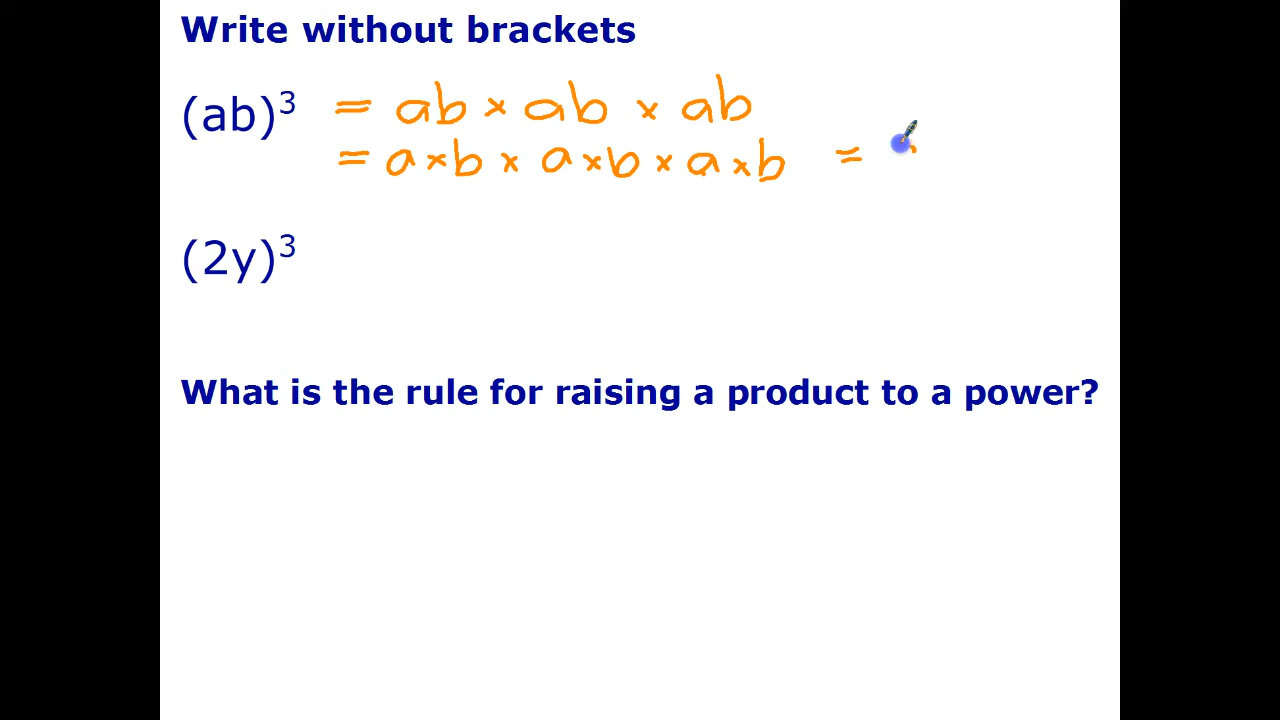 Write without brackets
(ab)³ = ab × ab × ab
= a × b × a × b × a × b =
(2y)³
What is the rule for raising a product to a power?